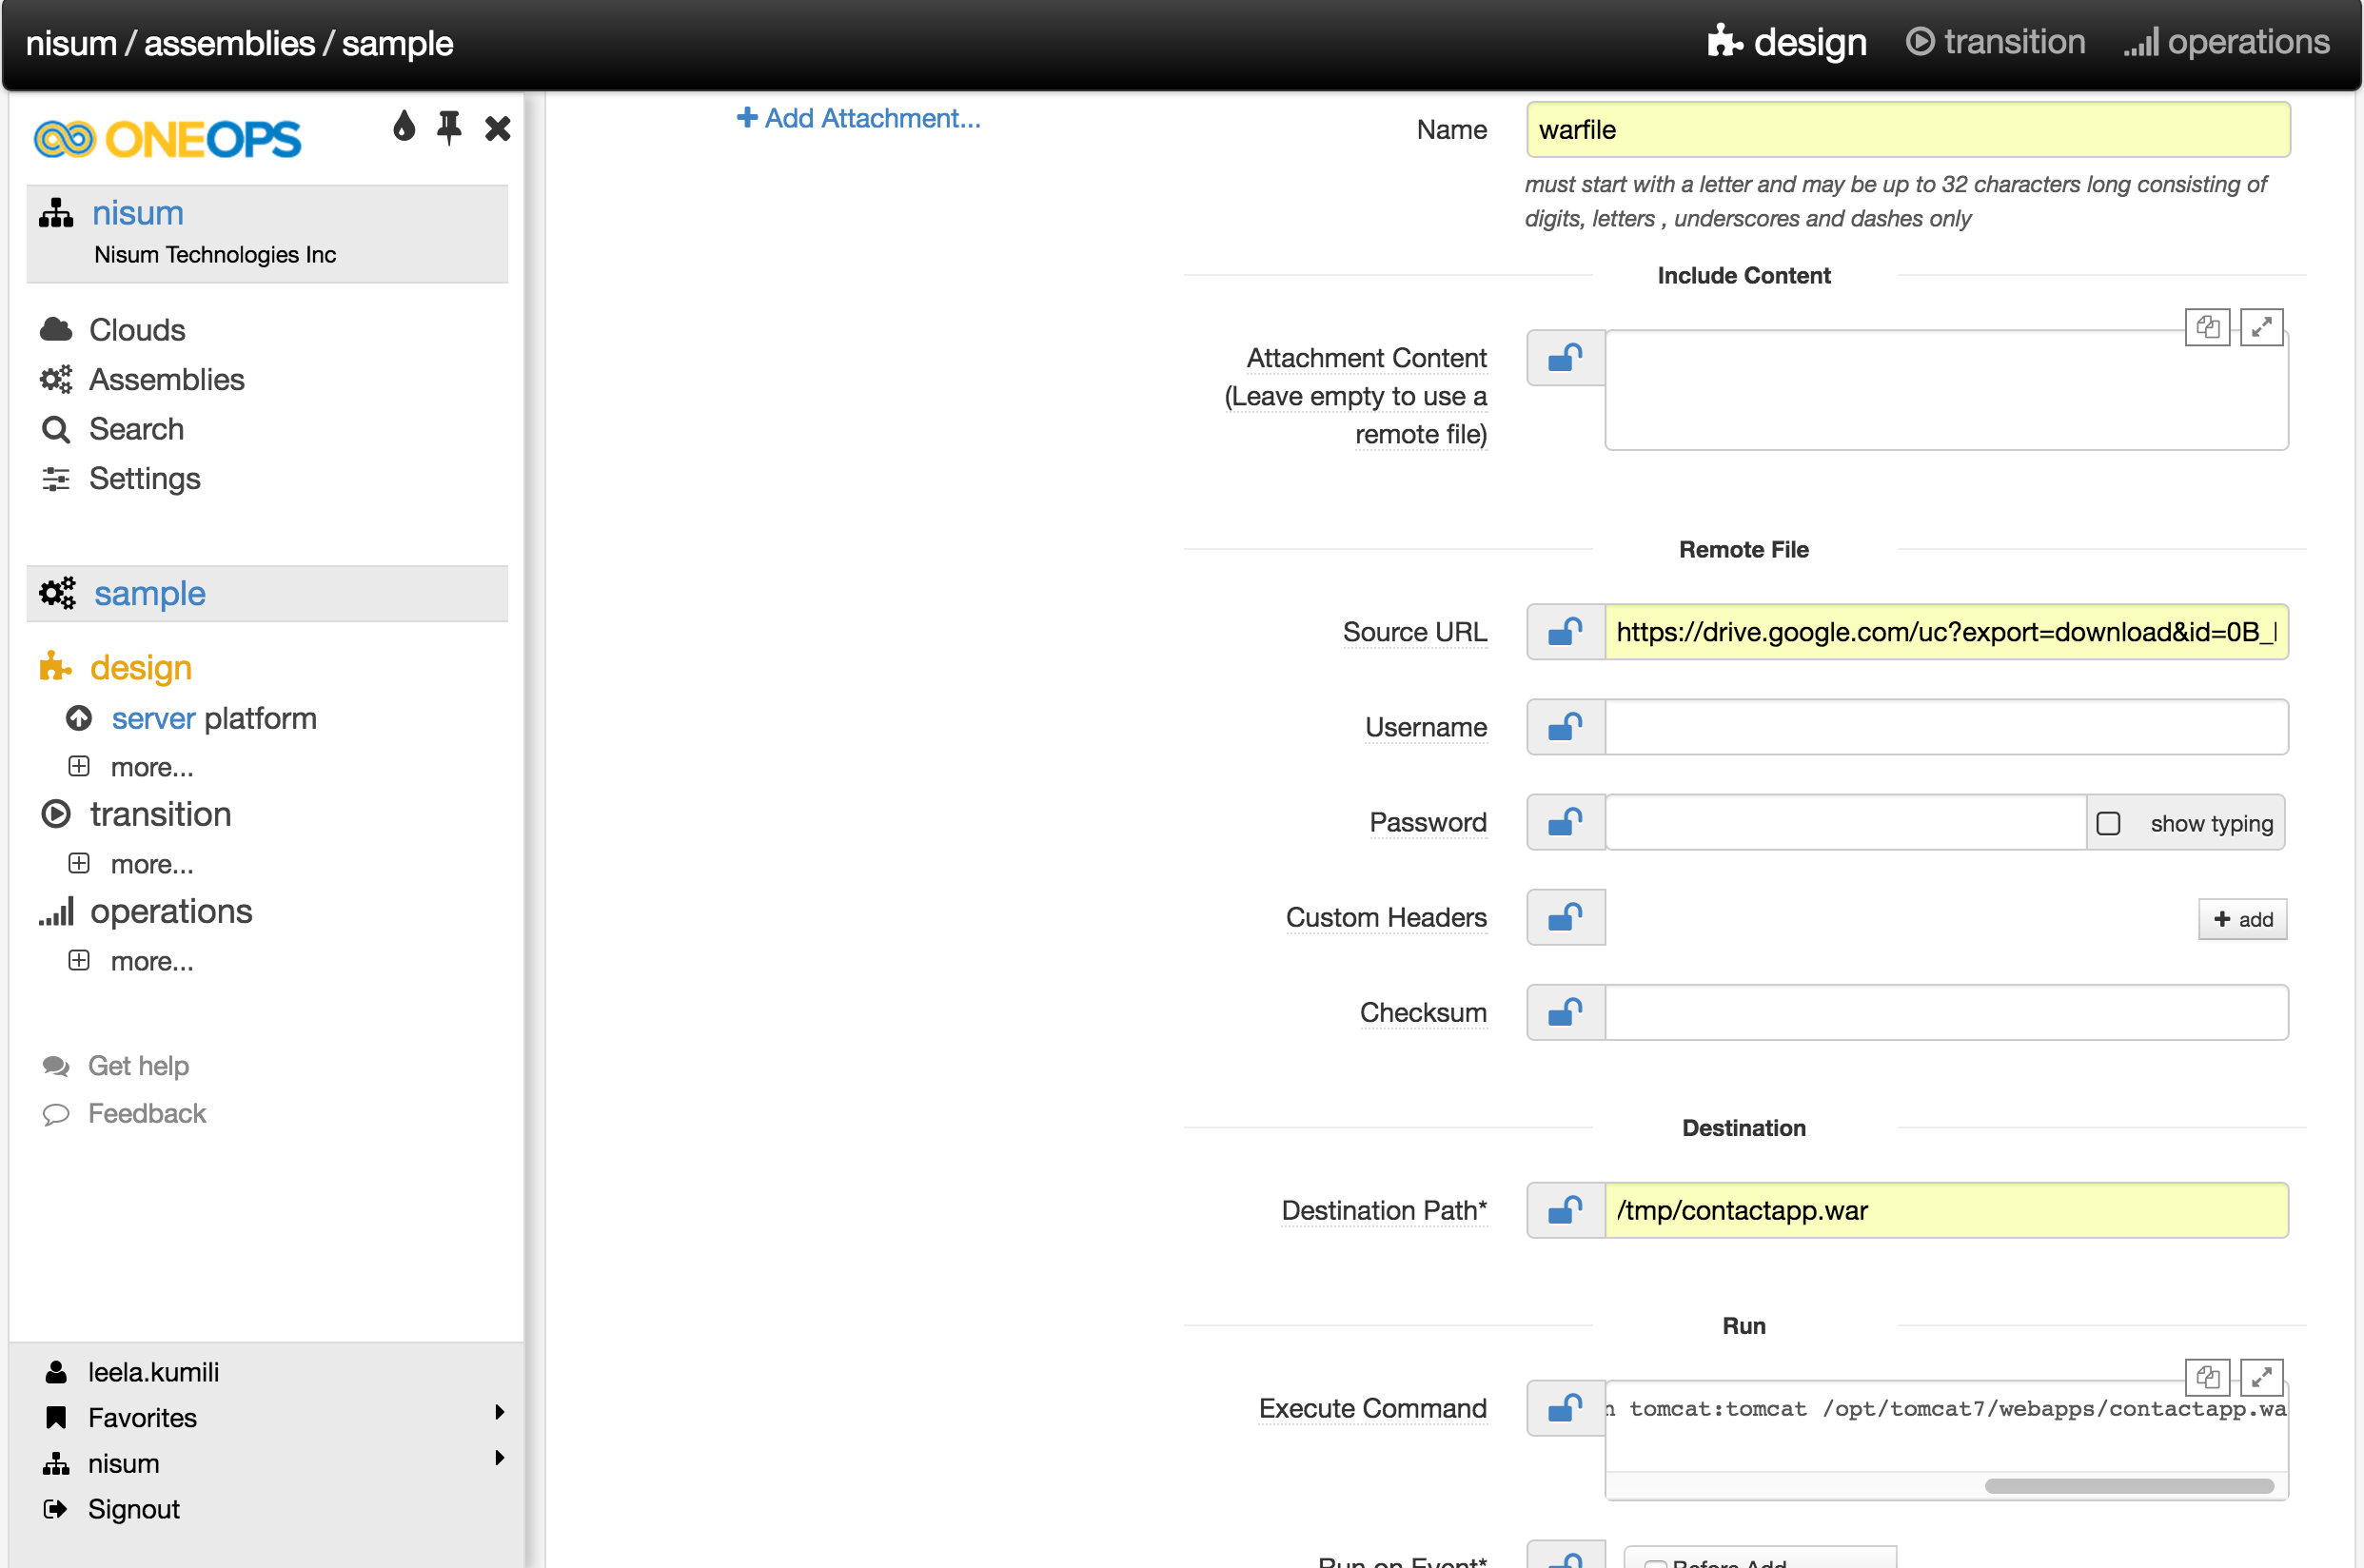 nisum / assemblies / sample
design
transition
operations
ONEOPS
nisum
Nisum Technologies Inc
Clouds
Assemblies
Search
Settings
sample
design
server platform
more...
transition
more...
operations
more...
Get help
Feedback
leela.kumili
Favorites
nisum
Signout
Add Attachment...
Name
warfile
must start with a letter and may be up to 32 characters long consisting of
digits, letters , underscores and dashes only
Include Content
Attachment Content
(Leave empty to use a
remote file)
Remote File
Source URL
https://drive.google.com/uc?export=download&id=0B_
Username
Password
show typing
Custom Headers
add
Checksum
Destination
Destination Path*
/tmp/contactapp.war
Run
Execute Command
tomcat:tomcat /opt/tomcat7/webapps/contactapp.wa
Run on Event*
Before Add